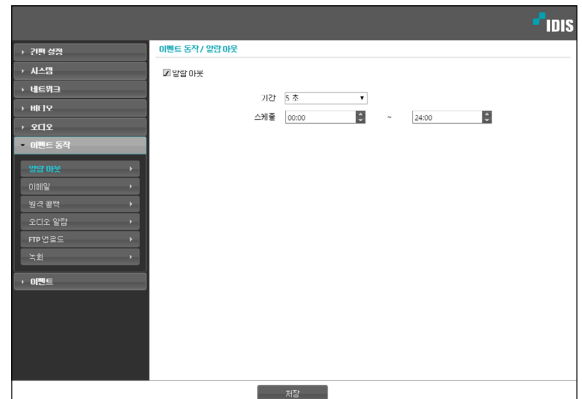 IDIS
간편 설정
시스템
네트워크
비디오
오디오
이벤트 동작
알람 아웃
이메일
원격 콜백
오디오 알람
FTP 업로드
녹화
이벤트
이벤트 동작 / 알람 아웃
알람 아웃
기간 5 초
스케줄 00:00 ~ 24:00
저장